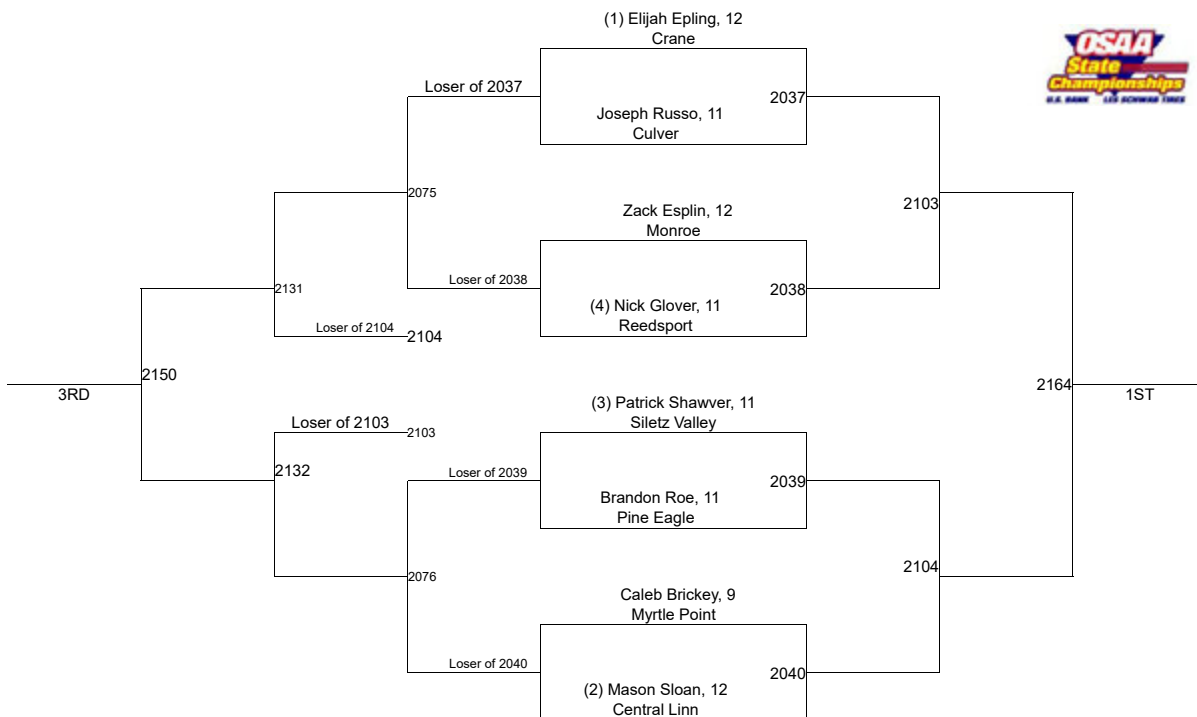 (1) Elijah Epling, 12
Crane
OSAA
State
Championships
U.S. BANK LES SCHWAB TIRES
Loser of 2037
2037
Joseph Russo, 11
Culver
2075
2103
Zack Esplin, 12
Monroe
Loser of 2038
2038
2131
(4) Nick Glover, 11
Reedsport
Loser of 2104
2104
2150
2164
3RD
1ST
(3) Patrick Shawver, 11
Siletz Valley
Loser of 2103
2103
2132
Loser of 2039
2039
Brandon Roe, 11
Pine Eagle
2076
2104
Caleb Brickey, 9
Myrtle Point
Loser of 2040
2040
(2) Mason Sloan, 12
Central Linn